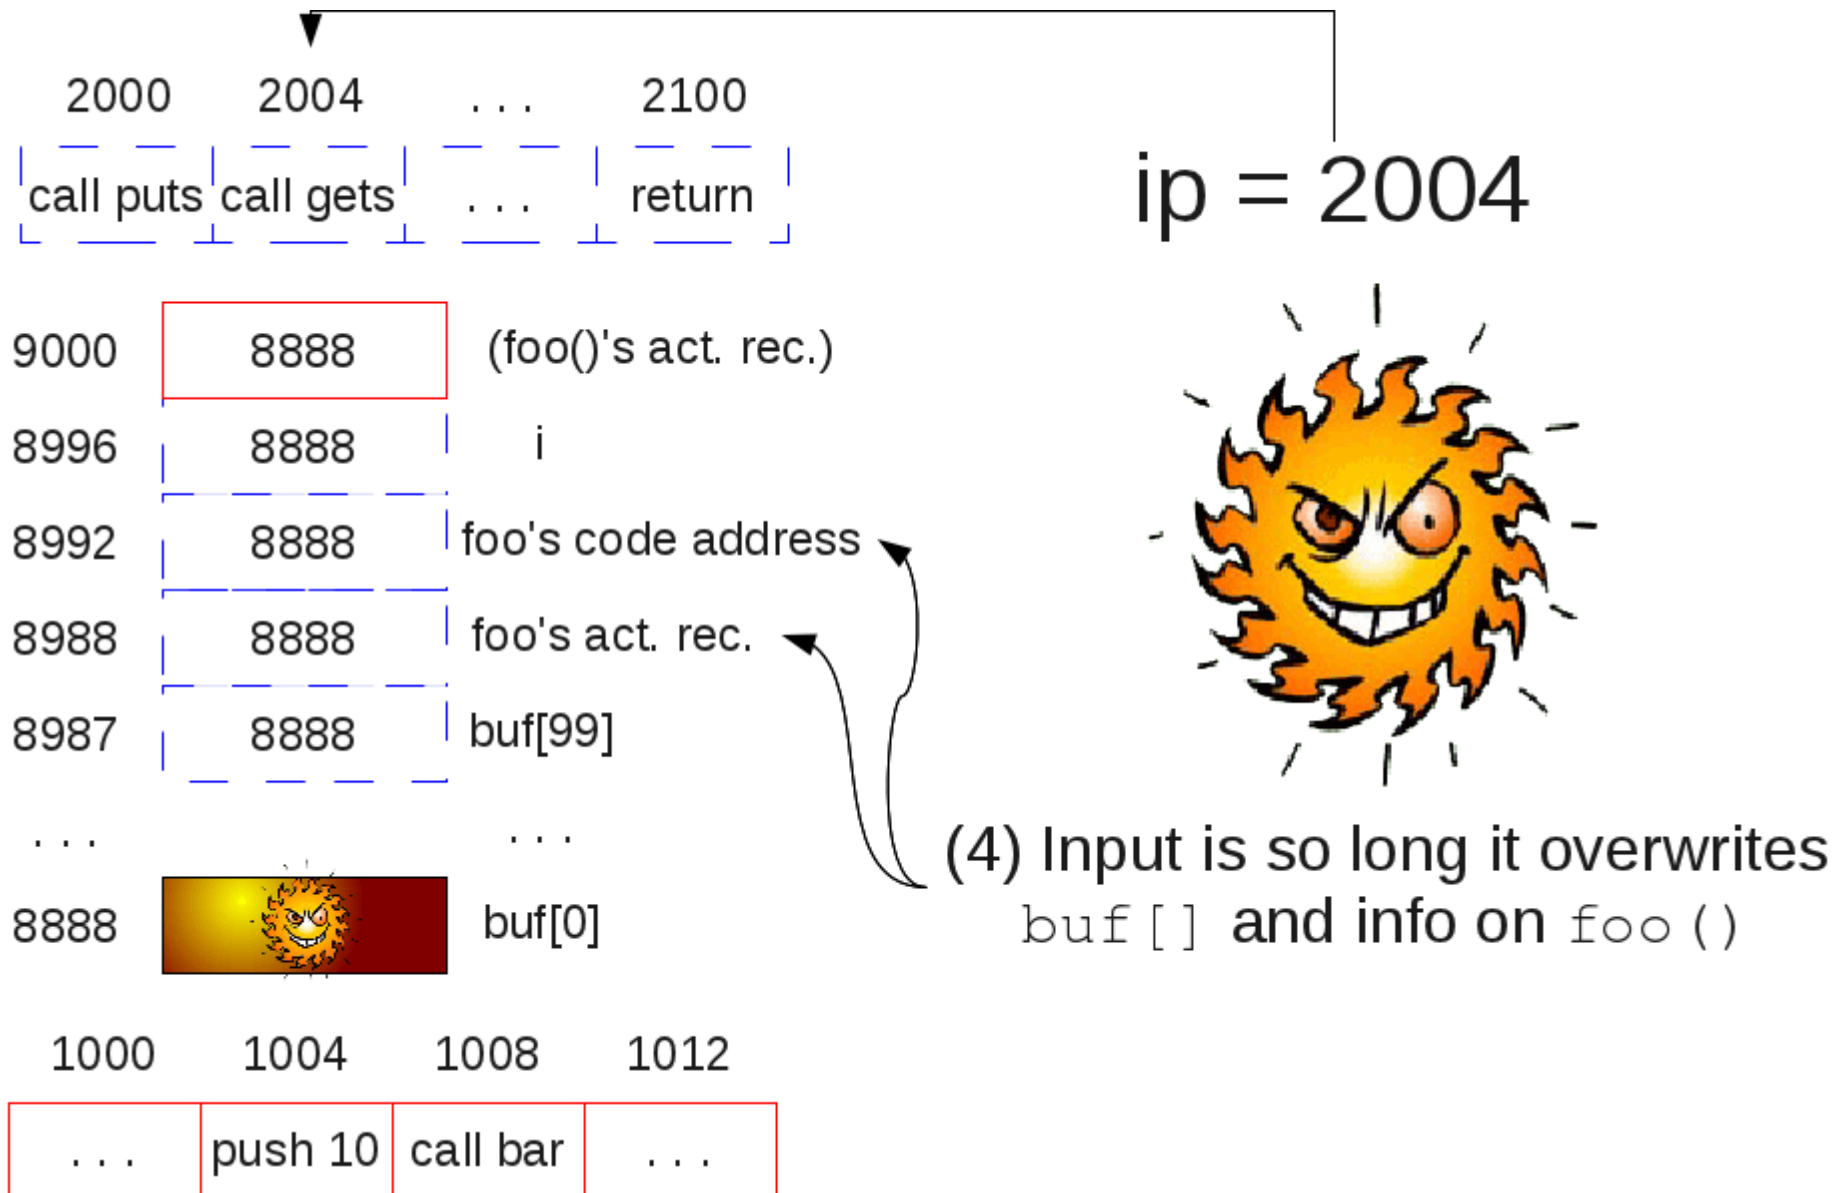 2000 2004 . . . 2100
call puts call gets . . . return
ip = 2004
9000 8888 (foo()'s act. rec.)
8996 8888 i
8992 8888 foo's code address
8988 8888 foo's act. rec.
8987 8888 buf[99]
. . . . . .
8888 buf[0]
(4) Input is so long it overwrites
buf[] and info on foo()
1000 1004 1008 1012
. . . push 10 call bar . . .